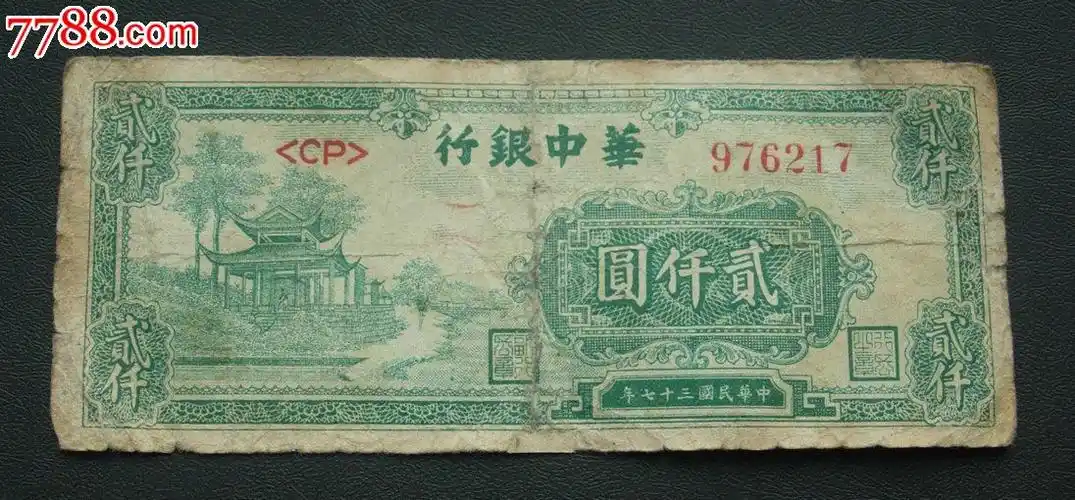 7788.com
華中銀行
<CP>
976217
貳仟
貳仟
貳仟圓
貳仟
貳仟
中華民國三十七年